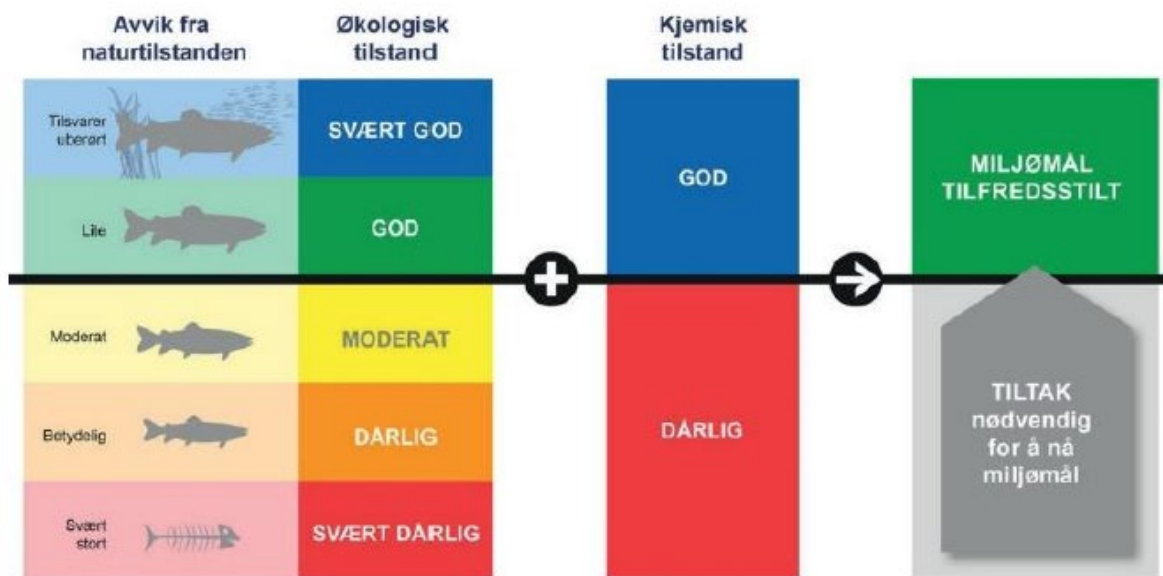 Avvik fra
naturtilstanden
Økologisk
tilstand
Kjemisk
tilstand
Tilsvarer
uberørt
SVÆRT GOD
GOD
MILJØMÅL
TILFREDSSTILT
Lite
GOD
Moderat
MODERAT
Betydelig
DÅRLIG
DÅRLIG
TILTAK
nødvendig
for å nå
miljømål
Svært
stort
SVÆRT DÅRLIG